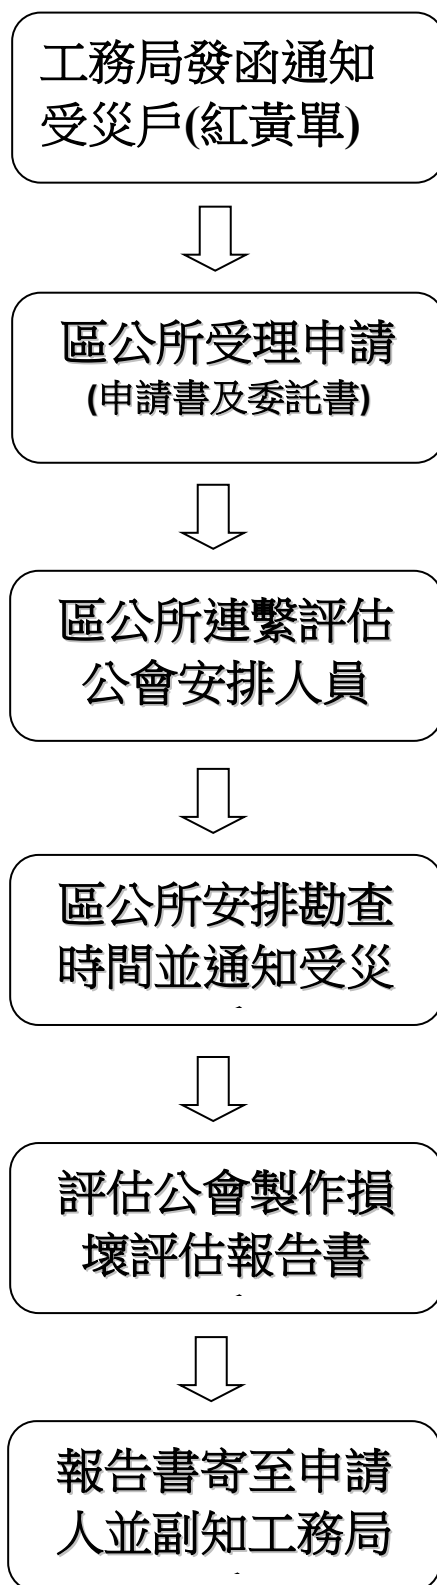 工務局發函通知
受災戶(紅黃單)
區公所受理申請
(申請書及委託書)
區公所連繫評估
公會安排人員
區公所安排勘查
時間並通知受災
評估公會製作損
壞評估報告書
報告書寄至申請
人並副知工務局